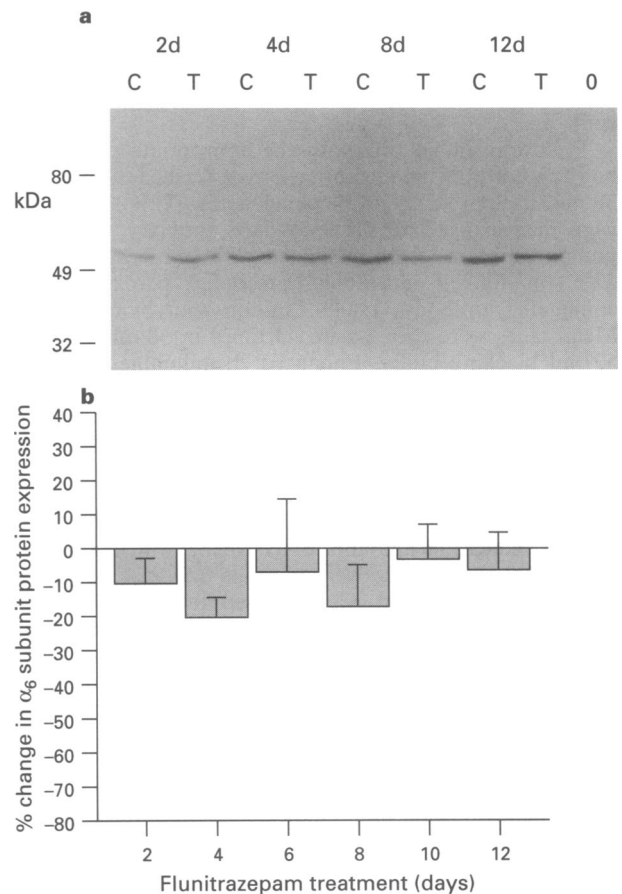 a
2d 4d 8d 12d
C T C T C T C T 0
80
kDa
49
32
b
% change in α6 subunit protein expression
40
30
20
10
0
−10
−20
−30
−40
−50
−60
−70
−80
2 4 6 8 10 12
Flunitrazepam treatment (days)